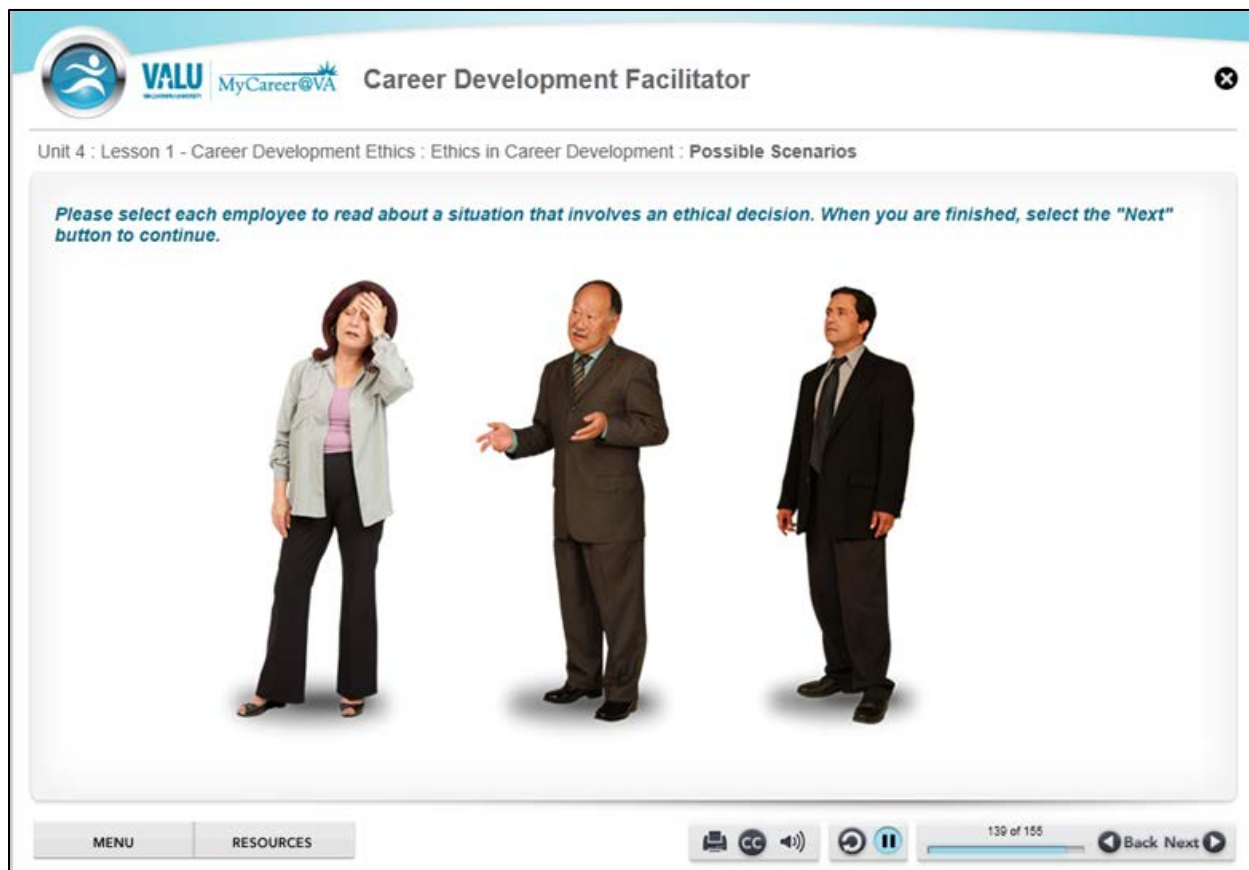 VALU MyCareer@VA Career Development Facilitator
Unit 4 : Lesson 1 - Career Development Ethics : Ethics in Career Development : Possible Scenarios
Please select each employee to read about a situation that involves an ethical decision. When you are finished, select the "Next"
button to continue.
MENU RESOURCES CC 139 of 155 Back Next